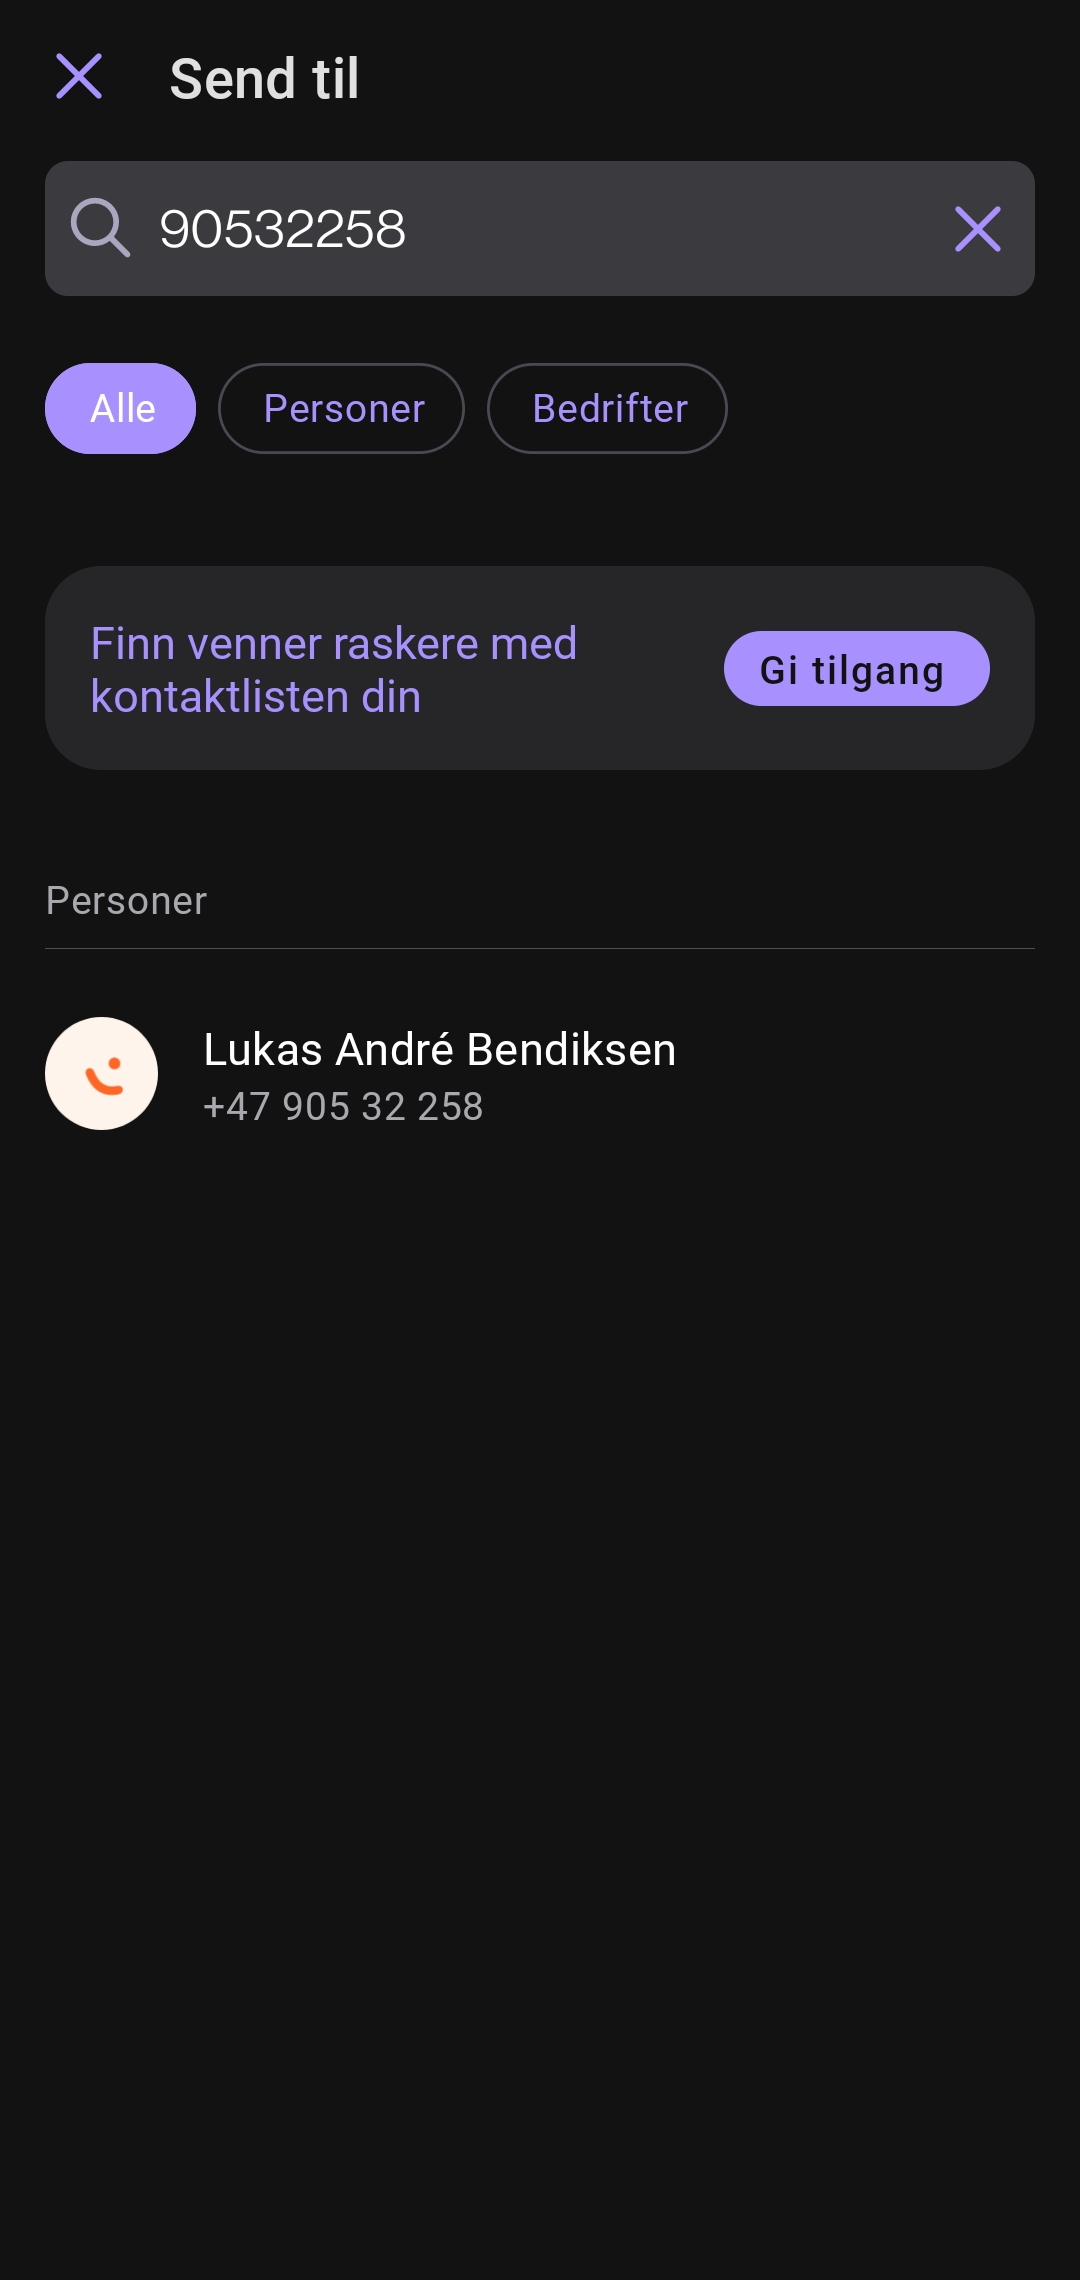 Send til
90532258
Alle
Personer
Bedrifter
Finn venner raskere med
kontaktlisten din
Gi tilgang
Personer
Lukas André Bendiksen
+47 905 32 258